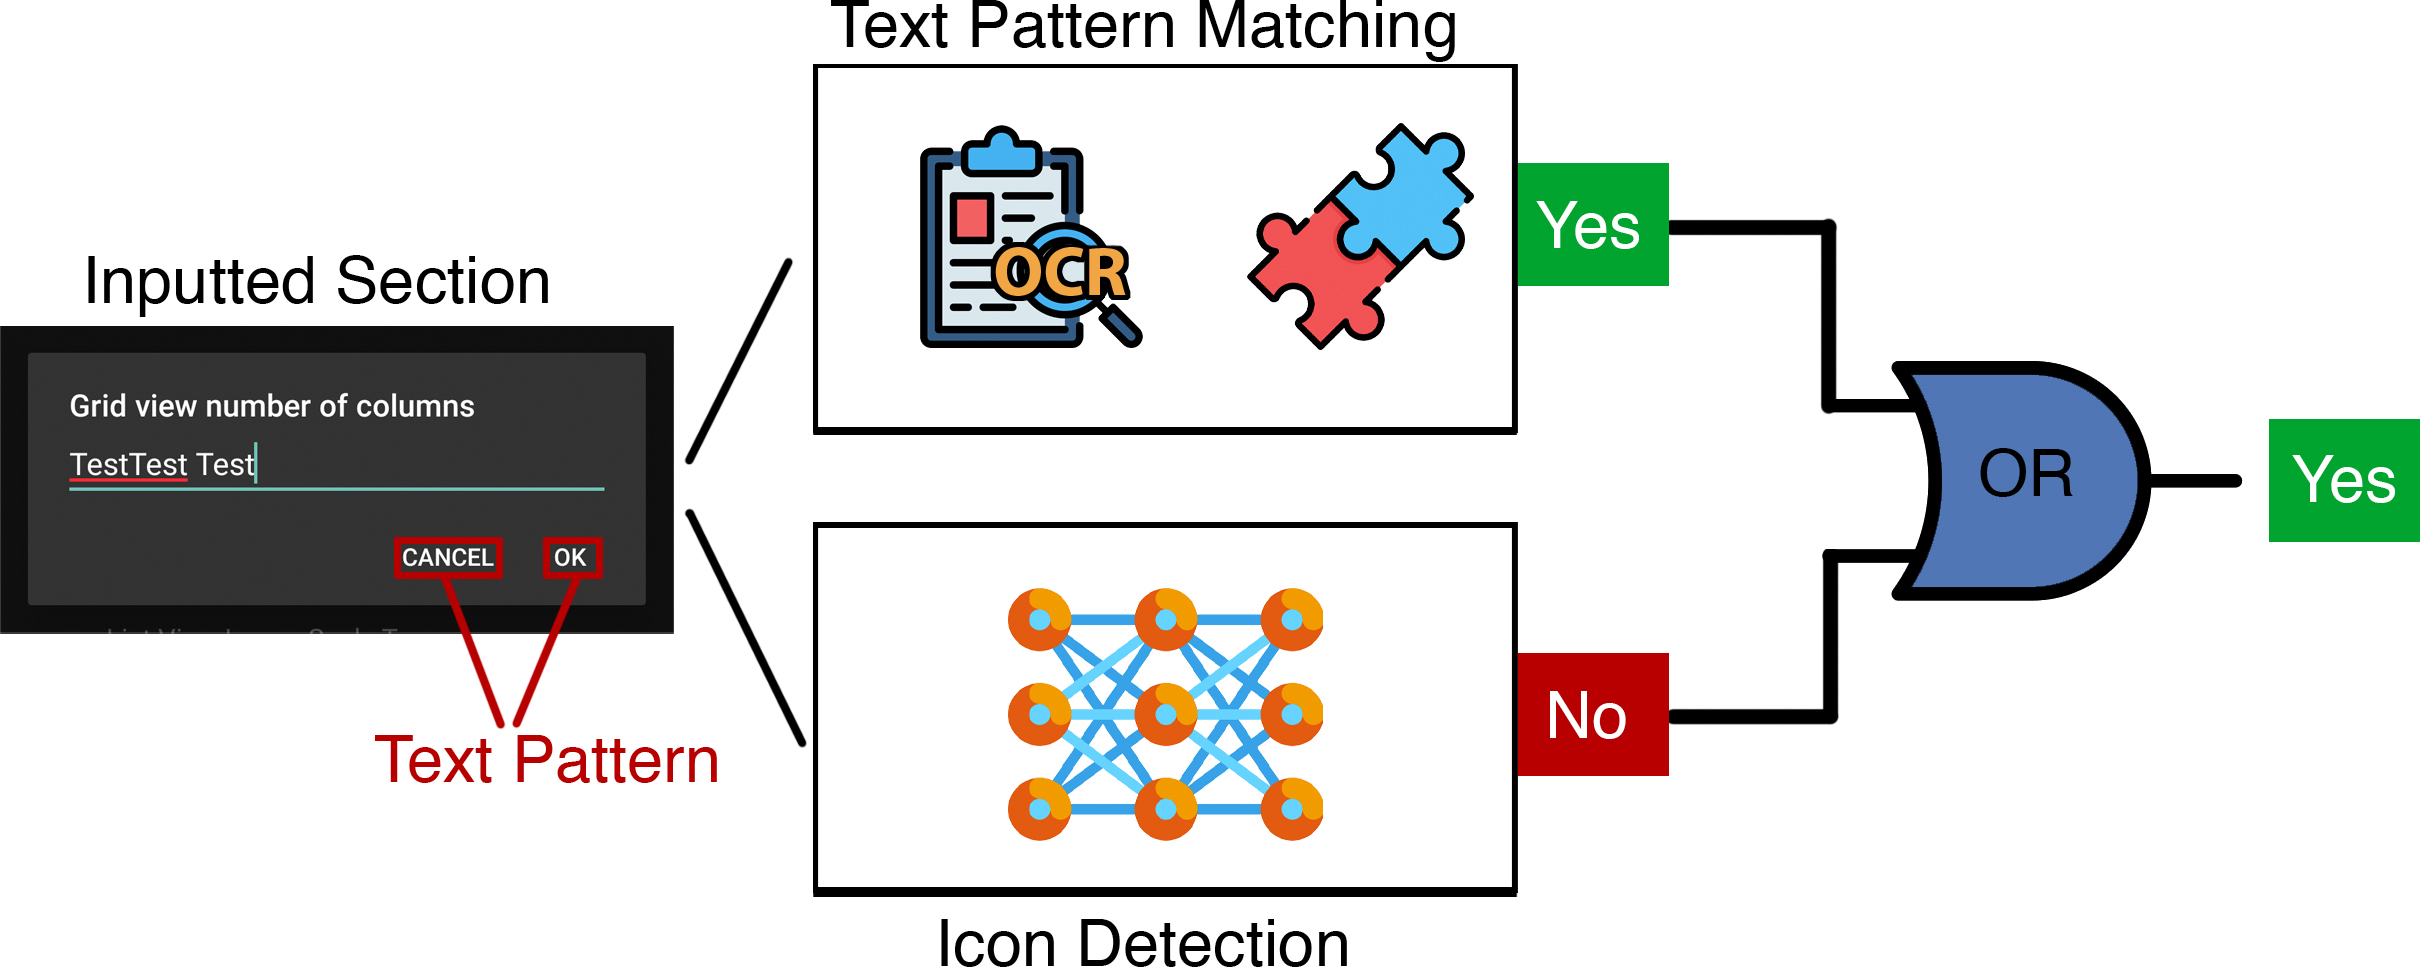 Text Pattern Matching
OCR
Yes
Inputted Section
Grid view number of columns
TestTest Test
CANCEL
OK
Text Pattern
OR
Yes
No
Icon Detection